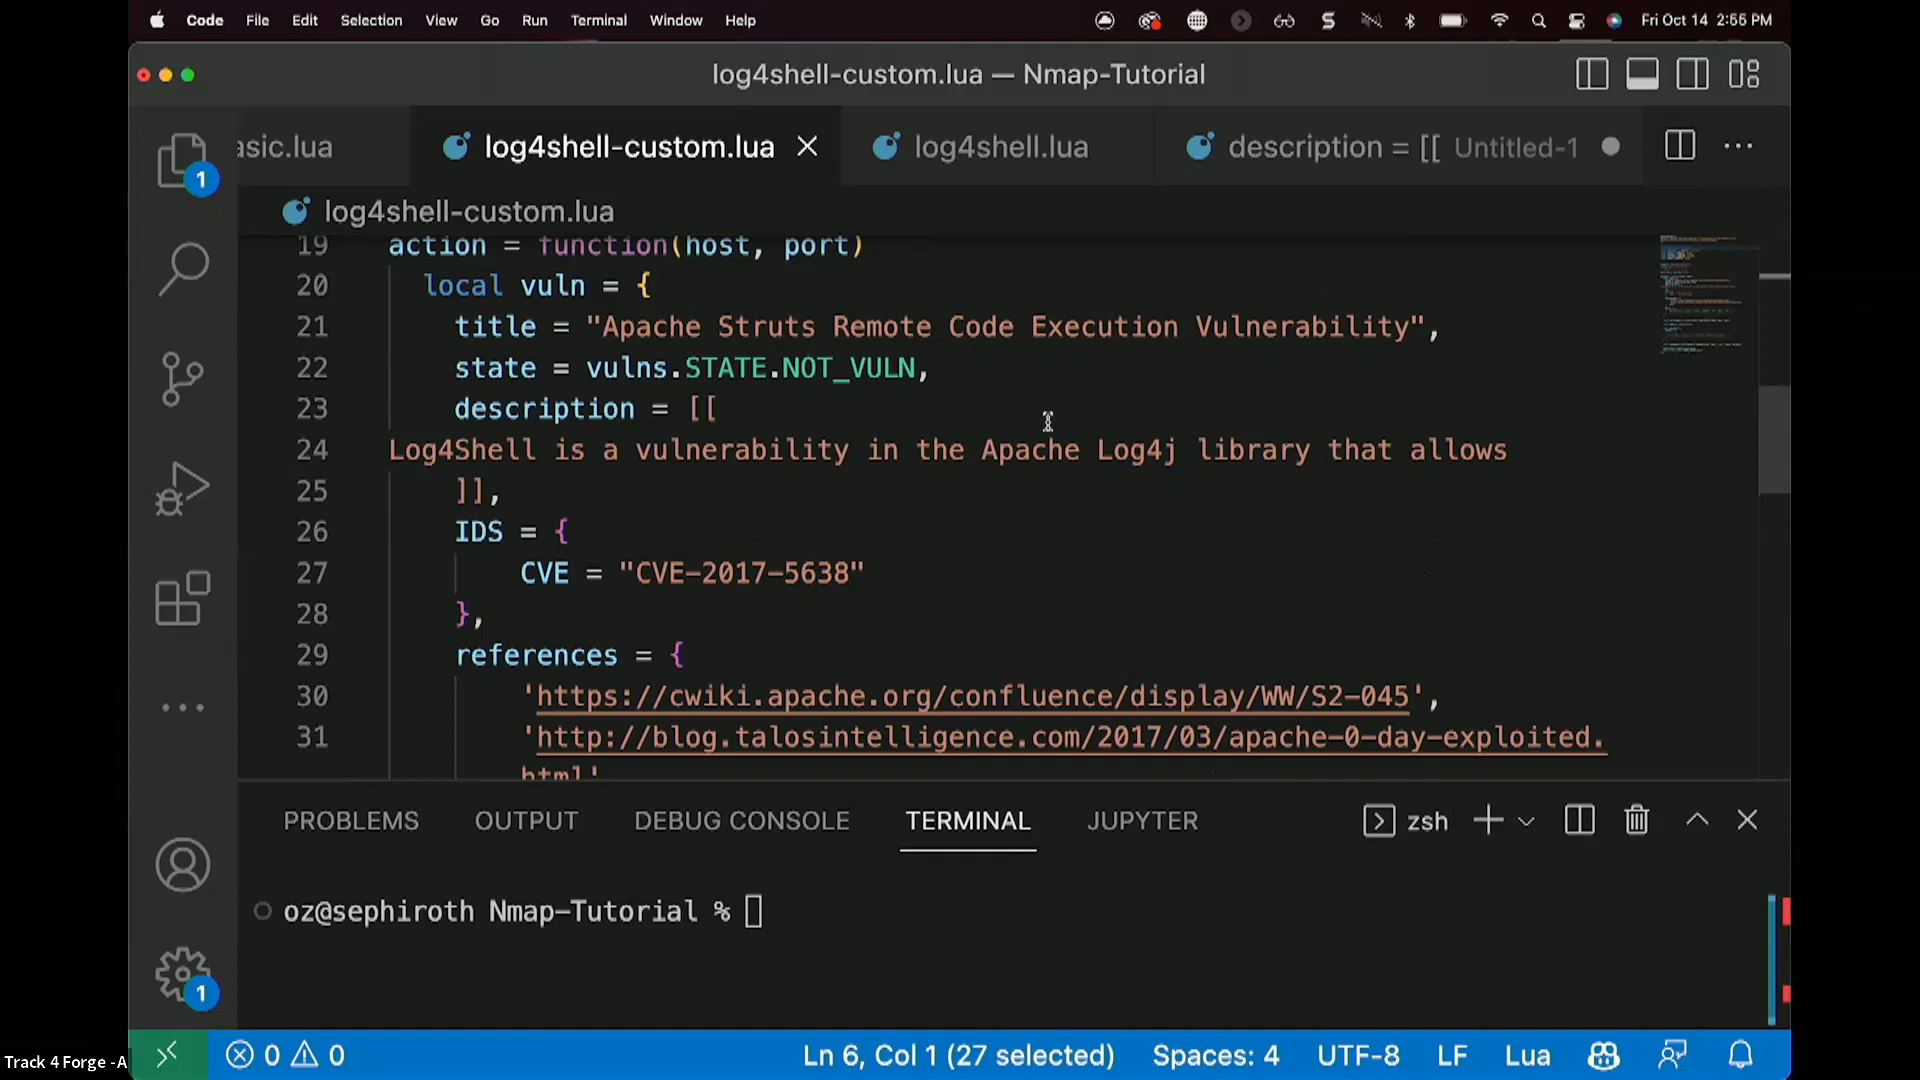 Code File Edit Selection View Go Run Terminal Window Help Fri Oct 14 2:56 PM
log4shell-custom.lua — Nmap-Tutorial
asic.lua log4shell-custom.lua log4shell.lua description = [[ Untitled-1
log4shell-custom.lua
19 action = function(host, port)
20 local vuln = {
21 title = "Apache Struts Remote Code Execution Vulnerability",
22 state = vulns.STATE.NOT_VULN,
23 description = [[
24 Log4Shell is a vulnerability in the Apache Log4j library that allows
25 ]],
26 IDS = {
27 CVE = "CVE-2017-5638"
28 },
29 references = {
30 'https://cwiki.apache.org/confluence/display/WW/S2-045',
31 'http://blog.talosintelligence.com/2017/03/apache-0-day-exploited.
html'
PROBLEMS OUTPUT DEBUG CONSOLE TERMINAL JUPYTER zsh
oz@sephiroth Nmap-Tutorial %
1
1
Track 4 Forge -A
0 0 Ln 6, Col 1 (27 selected) Spaces: 4 UTF-8 LF Lua